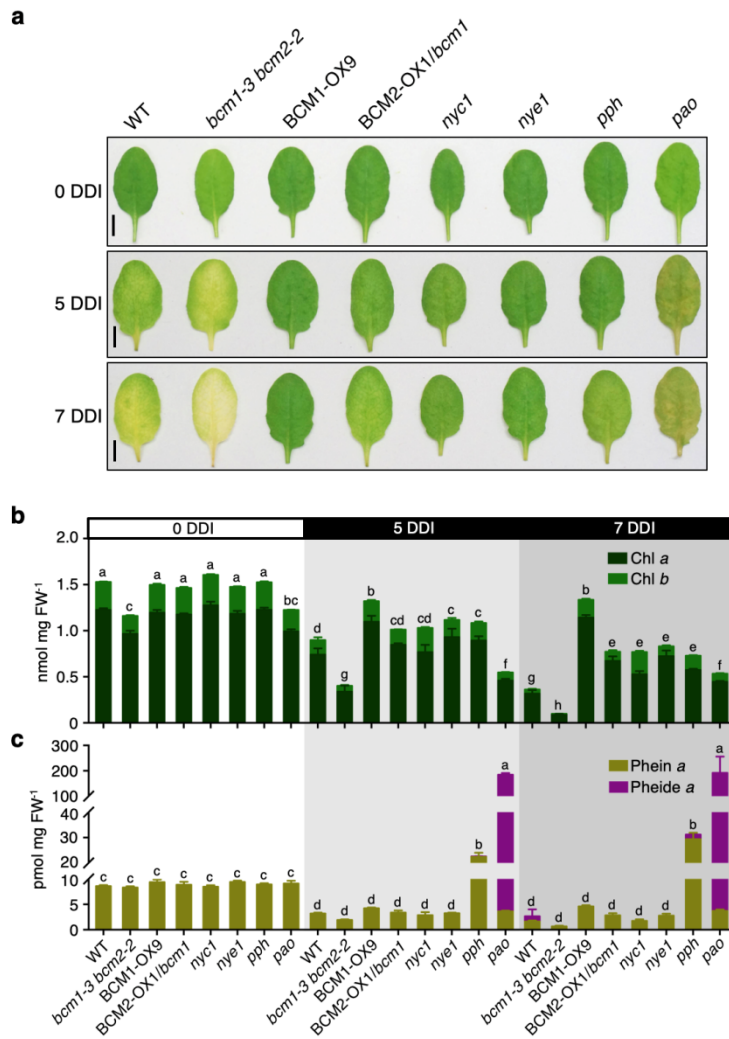 a
WT
bcm1-3 bcm2-2
BCM1-OX9
BCM2-OX1/bcm1
nyc1
nye1
pph
pao
0 DDI
5 DDI
7 DDI
b
0 DDI 5 DDI 7 DDI
2.0
1.5
1.0
0.5
0
nmol mg FW-1
Chl a
Chl b
a c a a a a a bc
d g b cd cd c c f
g h a e e e e f
c
300
200
100
40
30
20
10
5
0
pmol mg FW-1
Phein a
Pheide a
c c c c c c c c
d d d d d d b a
d d d d d d b a
WT
bcm1-3 bcm2-2
BCM1-OX9
BCM2-OX1/bcm1
nyc1
nye1
pph
pao
WT
bcm1-3 bcm2-2
BCM1-OX9
BCM2-OX1/bcm1
nyc1
nye1
pph
pao
WT
bcm1-3 bcm2-2
BCM1-OX9
BCM2-OX1/bcm1
nyc1
nye1
pph
pao